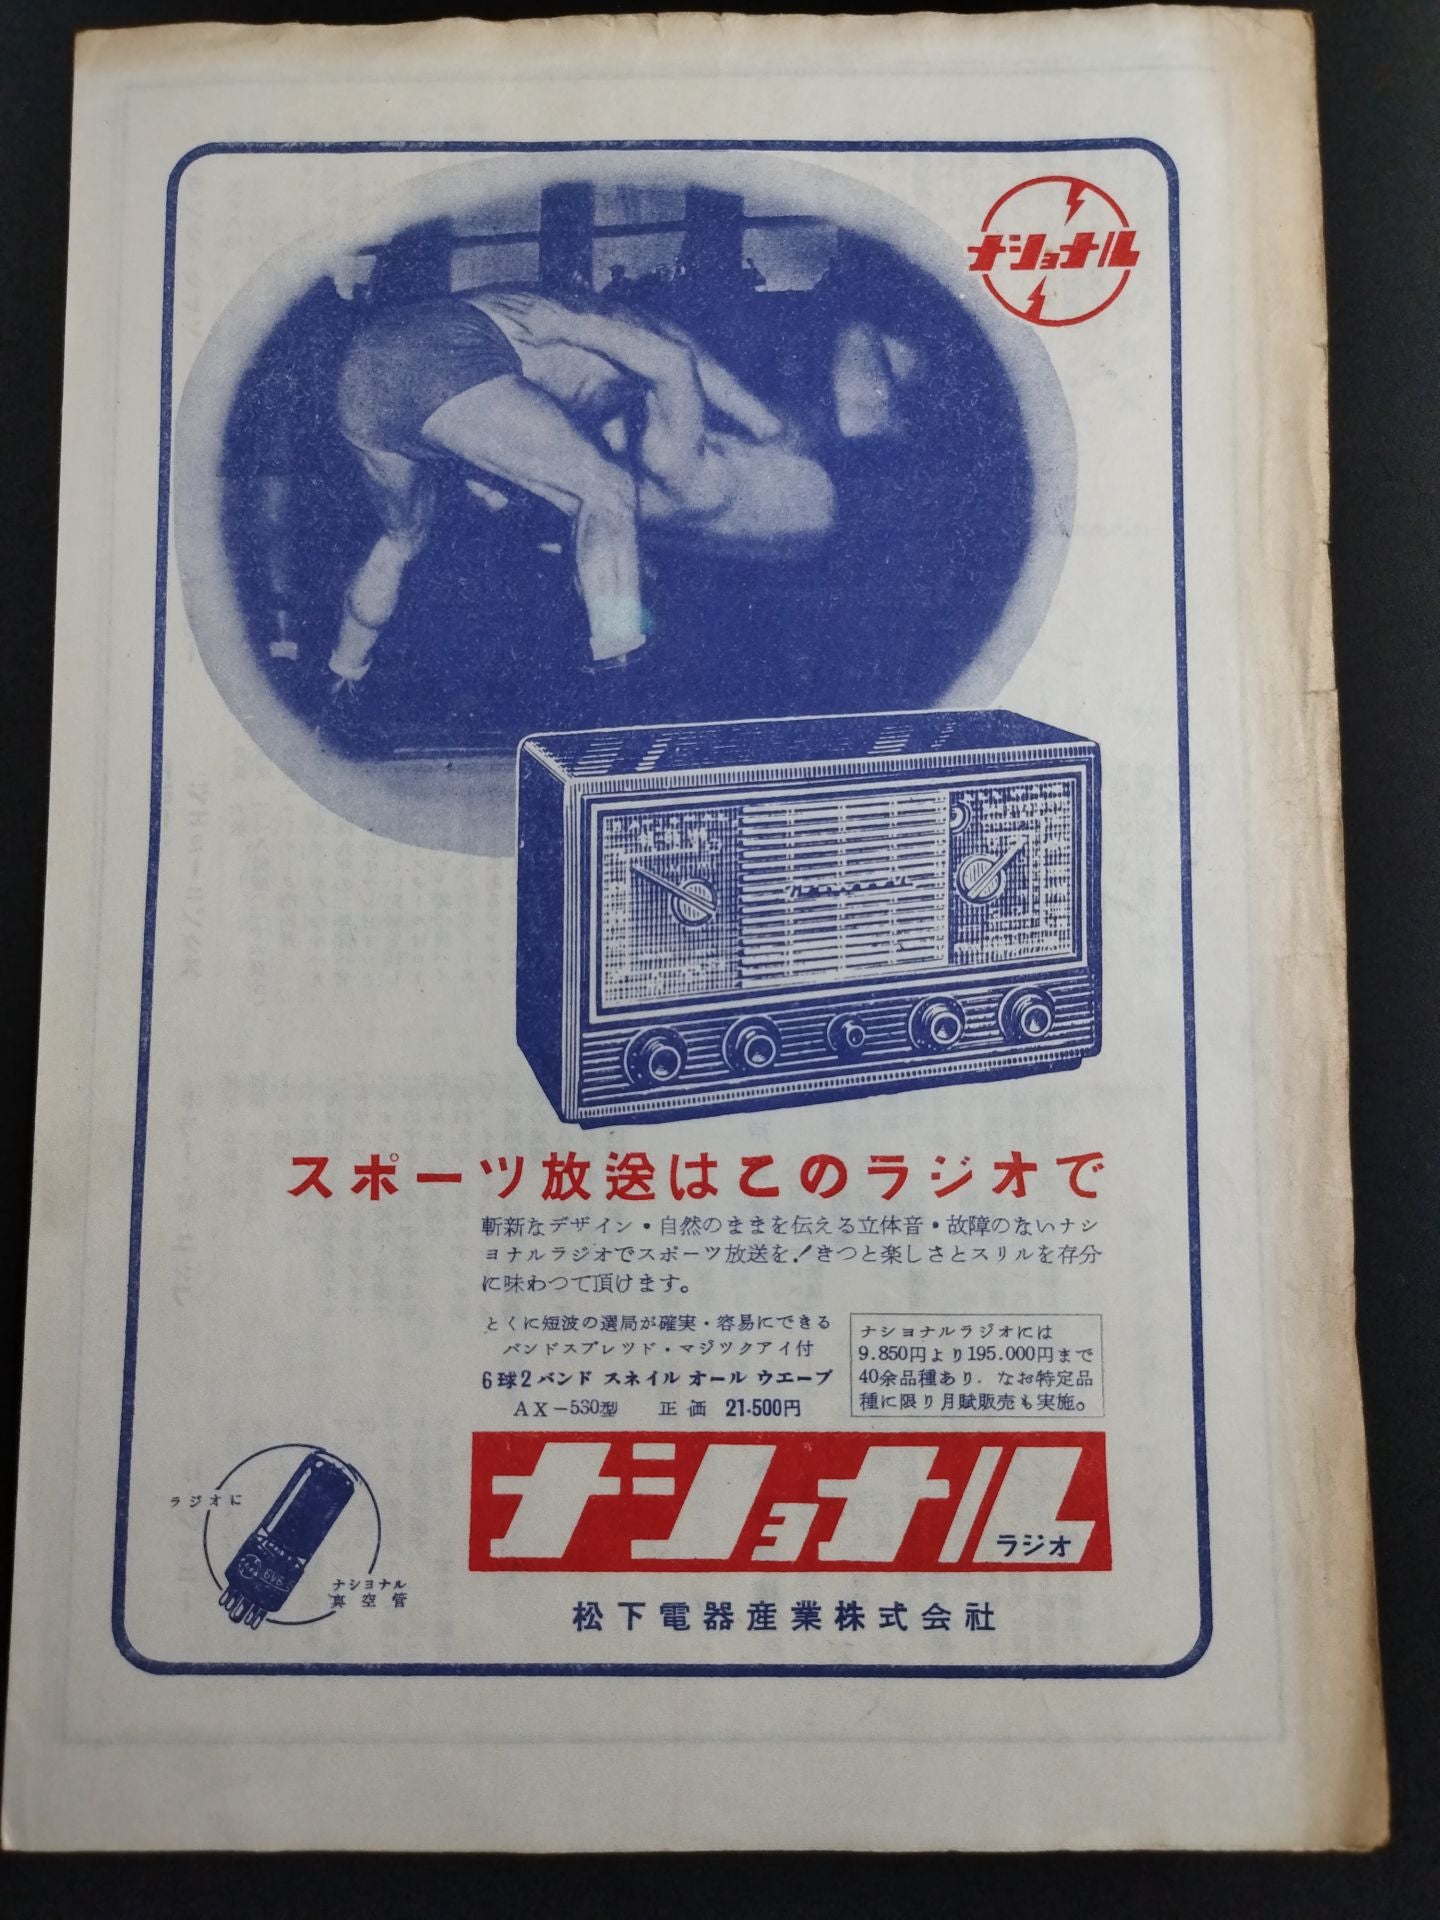 ナショナル
スポーツ放送はこのラジオで
斬新なデザイン・自然のままを伝える立体音・故障のないナシ
ヨナルラジオでスポーツ放送を！きつと楽しさとスリルを存分
に味わつて頂けます。
とくに短波の選局が確実・容易にできる
バンドスプレツド・マジツクアイ付
6球2バンド スネイル オール ウエーブ
AX-530型 正価 21.500円
ナシヨナルラジオには
9.850円より195.000円まで
40余品種あり．なお特定品
種に限り月賦販売も実施。
ラジオに
6V6
ナシヨナル
真空管
ナショナル
ラジオ
松下電器産業株式会社